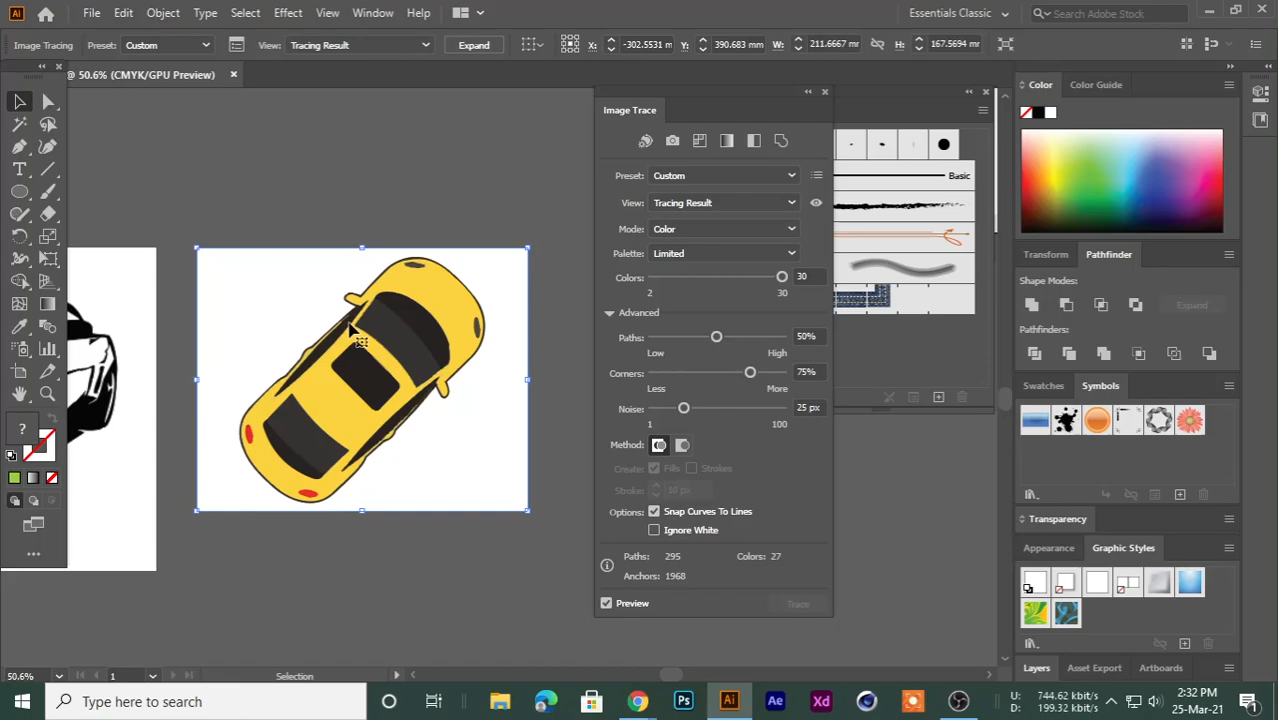 Ai File Edit Object Type Select Effect View Window Help Essentials Classic Search Adobe Stock
Image Tracing Preset: Custom View: Tracing Result Expand X: -302.5531 m Y: 390.683 mm W: 211.6667 mr H: 167.5694 mr
@ 50.6% (CMYK/GPU Preview)
Image Trace
Preset: Custom
View: Tracing Result
Mode: Color
Palette: Limited
Colors: 30
2 30
Advanced
Paths: 50%
Low High
Corners: 75%
Less More
Noise: 25 px
1 100
Method:
Create: Fills Strokes
Stroke: 10 px
Options: Snap Curves To Lines
Ignore White
Paths: 295 Colors: 27
Anchors: 1968
Preview Trace
Basic
Color Color Guide
Transform Pathfinder
Shape Modes:
Expand
Pathfinders:
Swatches Symbols
Transparency
Appearance Graphic Styles
Layers Asset Export Artboards
?
50.6% 1 Selection
Type here to search
Ps Ai Ae Xd
U: 744.62 kbit/s
D: 199.32 kbit/s
2:32 PM
25-Mar-21
1